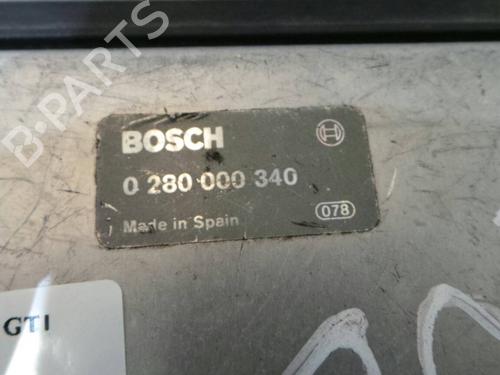 B-PARTS
BOSCH
0 280 000 340
Made in Spain
078
GTI